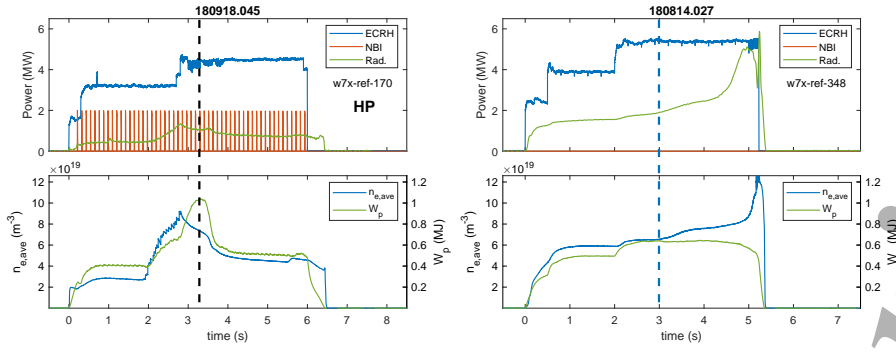 180918.045
180814.027
Power (MW)
6
4
2
0
ECRH
NBI
Rad.
w7x-ref-170
HP
Power (MW)
6
4
2
0
ECRH
NBI
Rad.
w7x-ref-348
×10^19
n_e,ave (m^-3)
12
10
8
6
4
2
n_e,ave
W_p
1.2
1
0.8
0.6
0.4
0.2
W_p (MJ)
0 1 2 3 4 5 6 7 8
time (s)
×10^19
n_e,ave (m^-3)
12
10
8
6
4
2
n_e,ave
W_p
1.2
1
0.8
0.6
0.4
0.2
(MJ)
0 1 2 3 4 5 6 7
time (s)